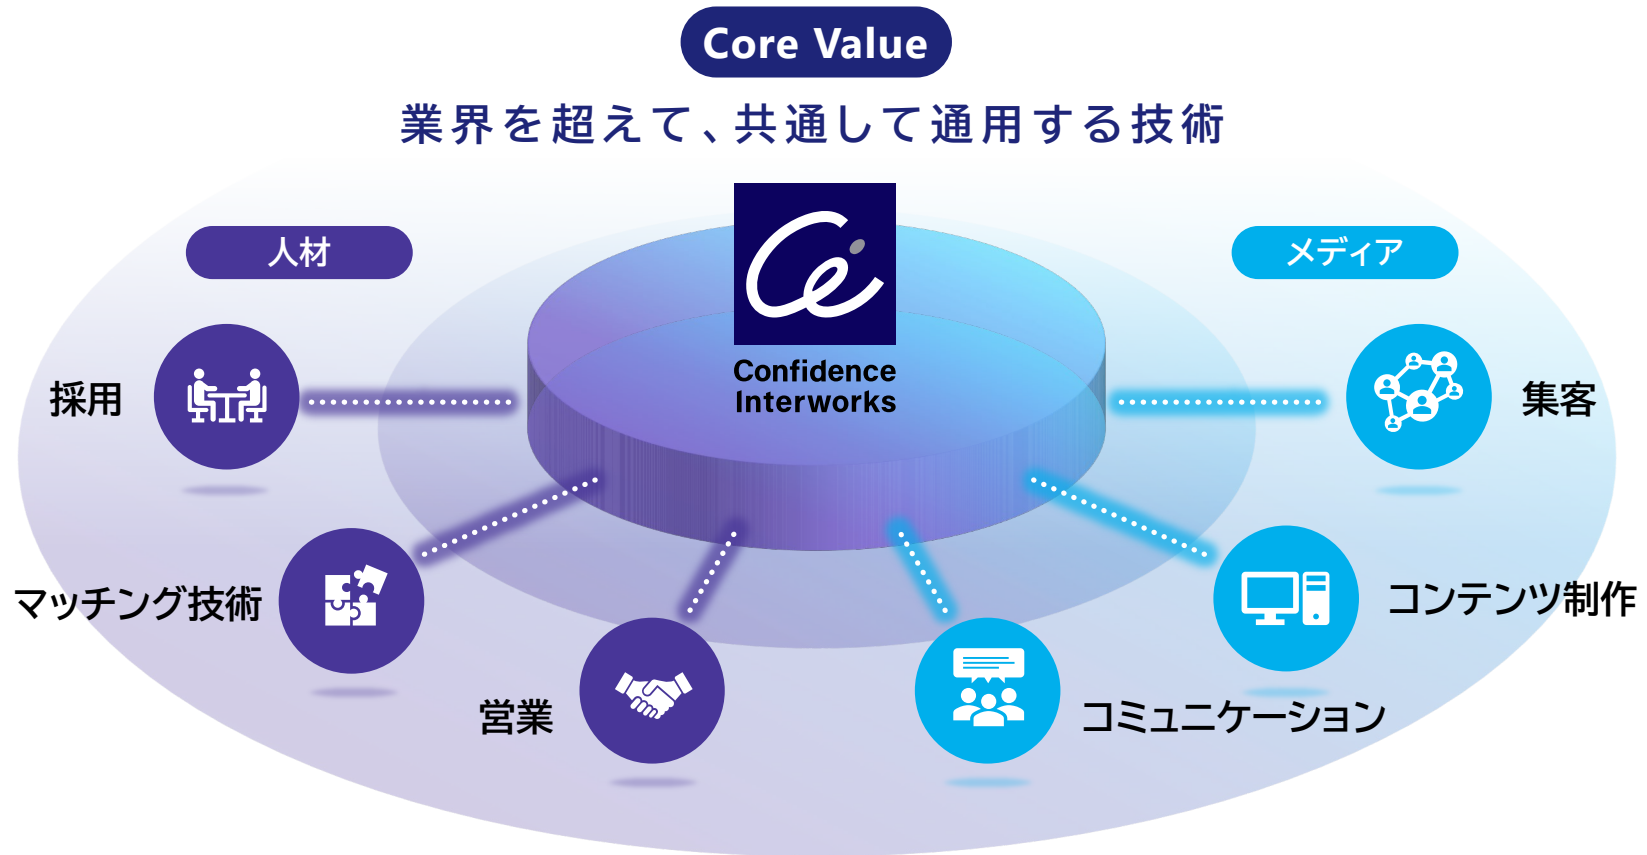 Core Value
業界を超えて、共通して通用する技術
人材
メディア
Confidence
Interworks
採用
集客
マッチング技術
コンテンツ制作
営業
コミュニケーション